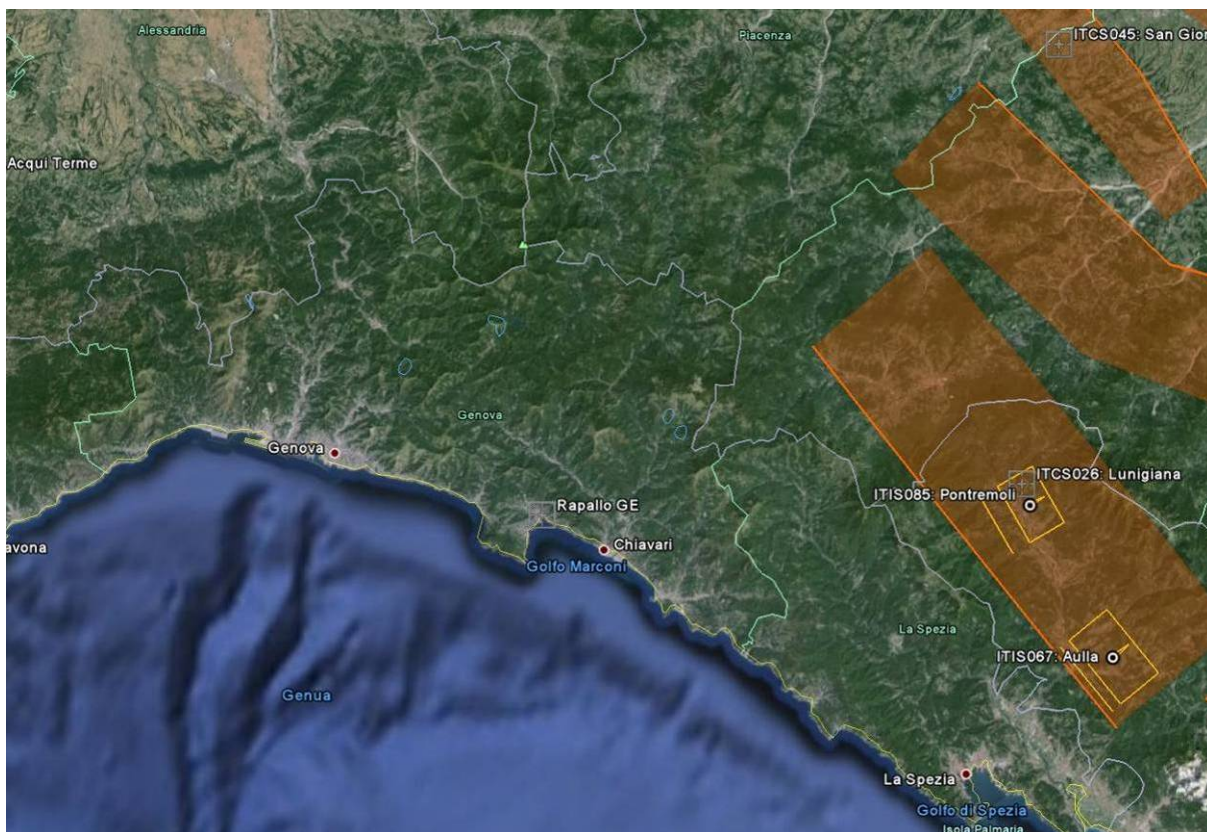 Alessandria
Piacenza
ITCS045: San Gior
Acqui Terme
Genova
Genova
ITCS026: Lunigiana
ITIS085: Pontremoli
Rapallo GE
avona
Chiavari
Golfo Marconi
La Spezia
ITIS067: Aulla
Genua
La Spezia
Golfo di Spezia
Isola Palmaria